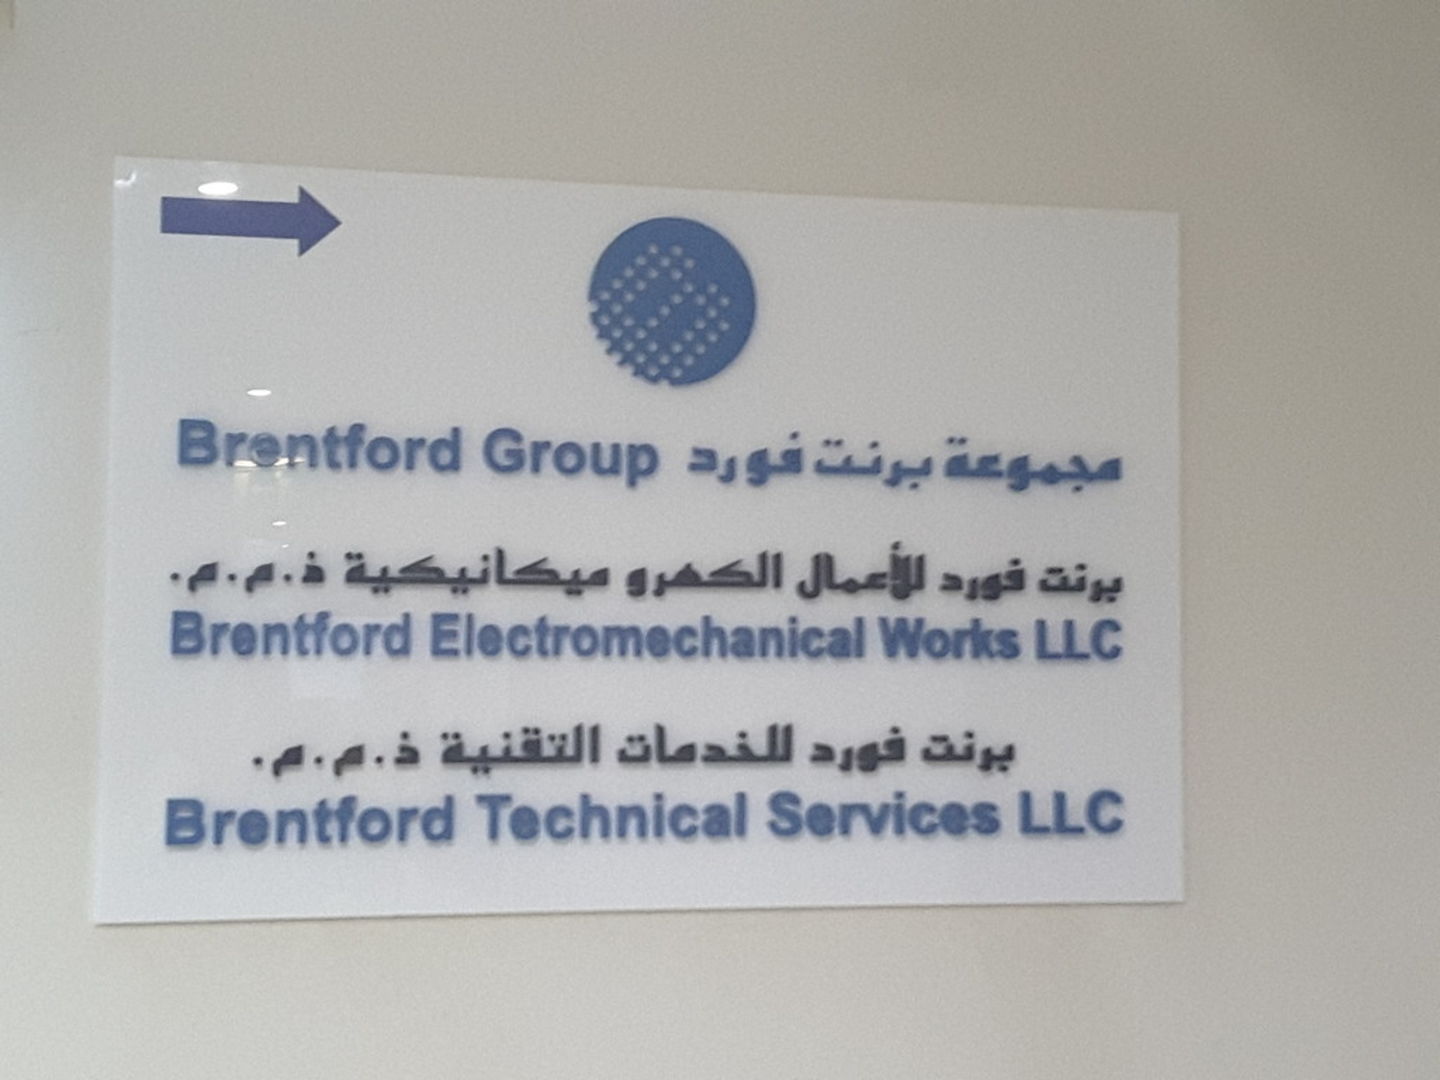 Brentford Group مجموعة برنت فورد
برنت فورد للأعمال الكهرو ميكانيكية ذ.م.م.
Brentford Electromechanical Works LLC
برنت فورد للخدمات التقنية ذ.م.م.
Brentford Technical Services LLC